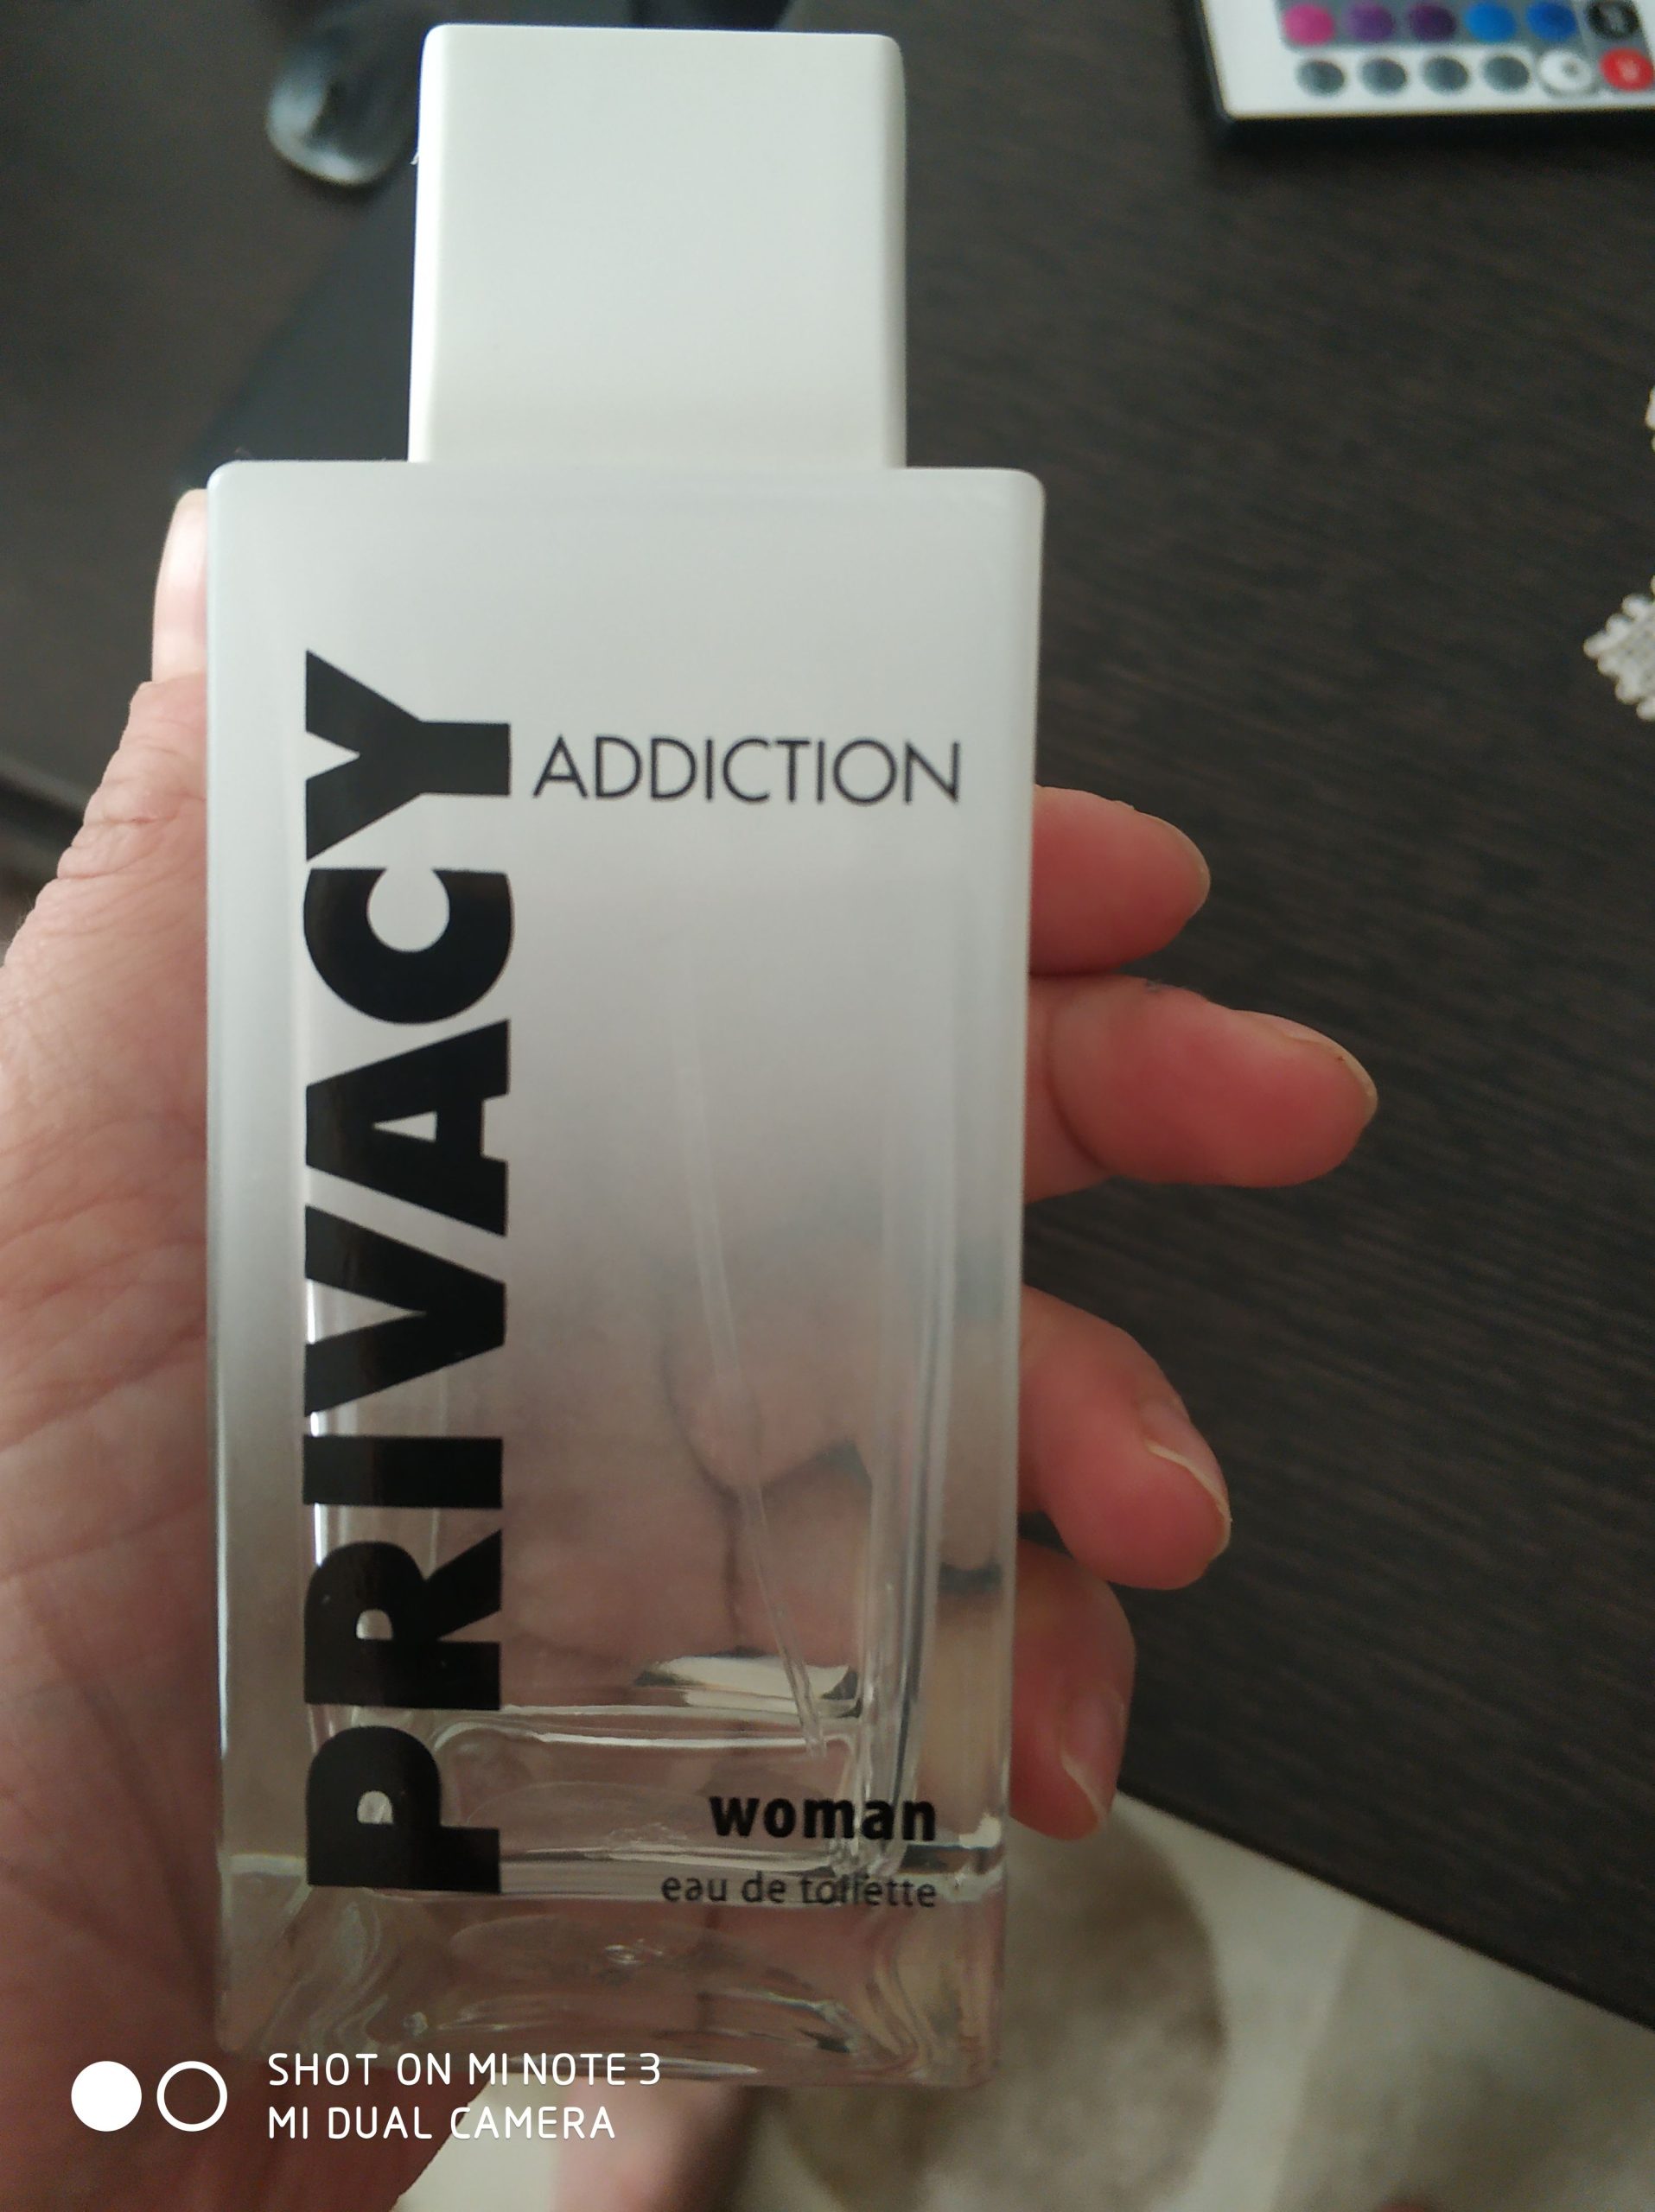 PRIVACY
ADDICTION
woman
eau de toilette
SHOT ON MI NOTE 3
MI DUAL CAMERA